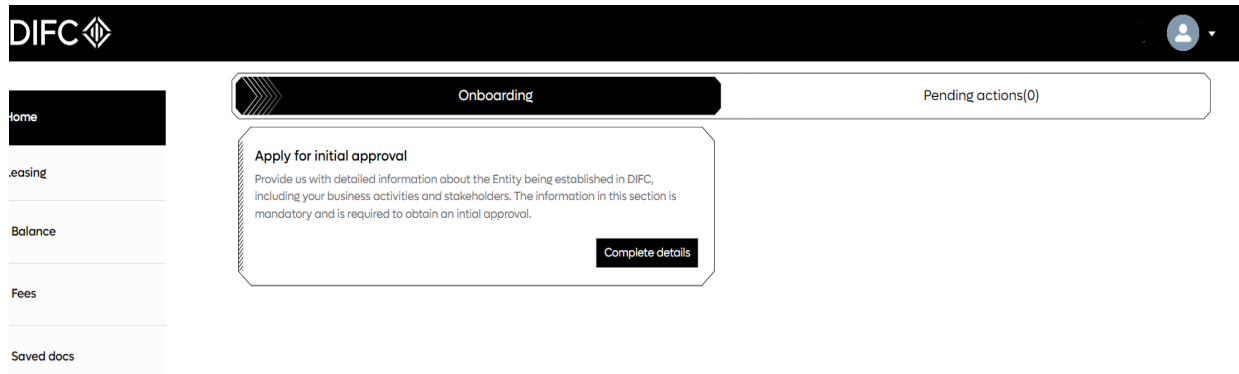 DIFC
Home
Leasing
Balance
Fees
Saved docs
Onboarding
Pending actions(0)
Apply for initial approval
Provide us with detailed information about the Entity being established in DIFC,
including your business activities and stakeholders. The information in this section is
mandatory and is required to obtain an intial approval.
Complete details